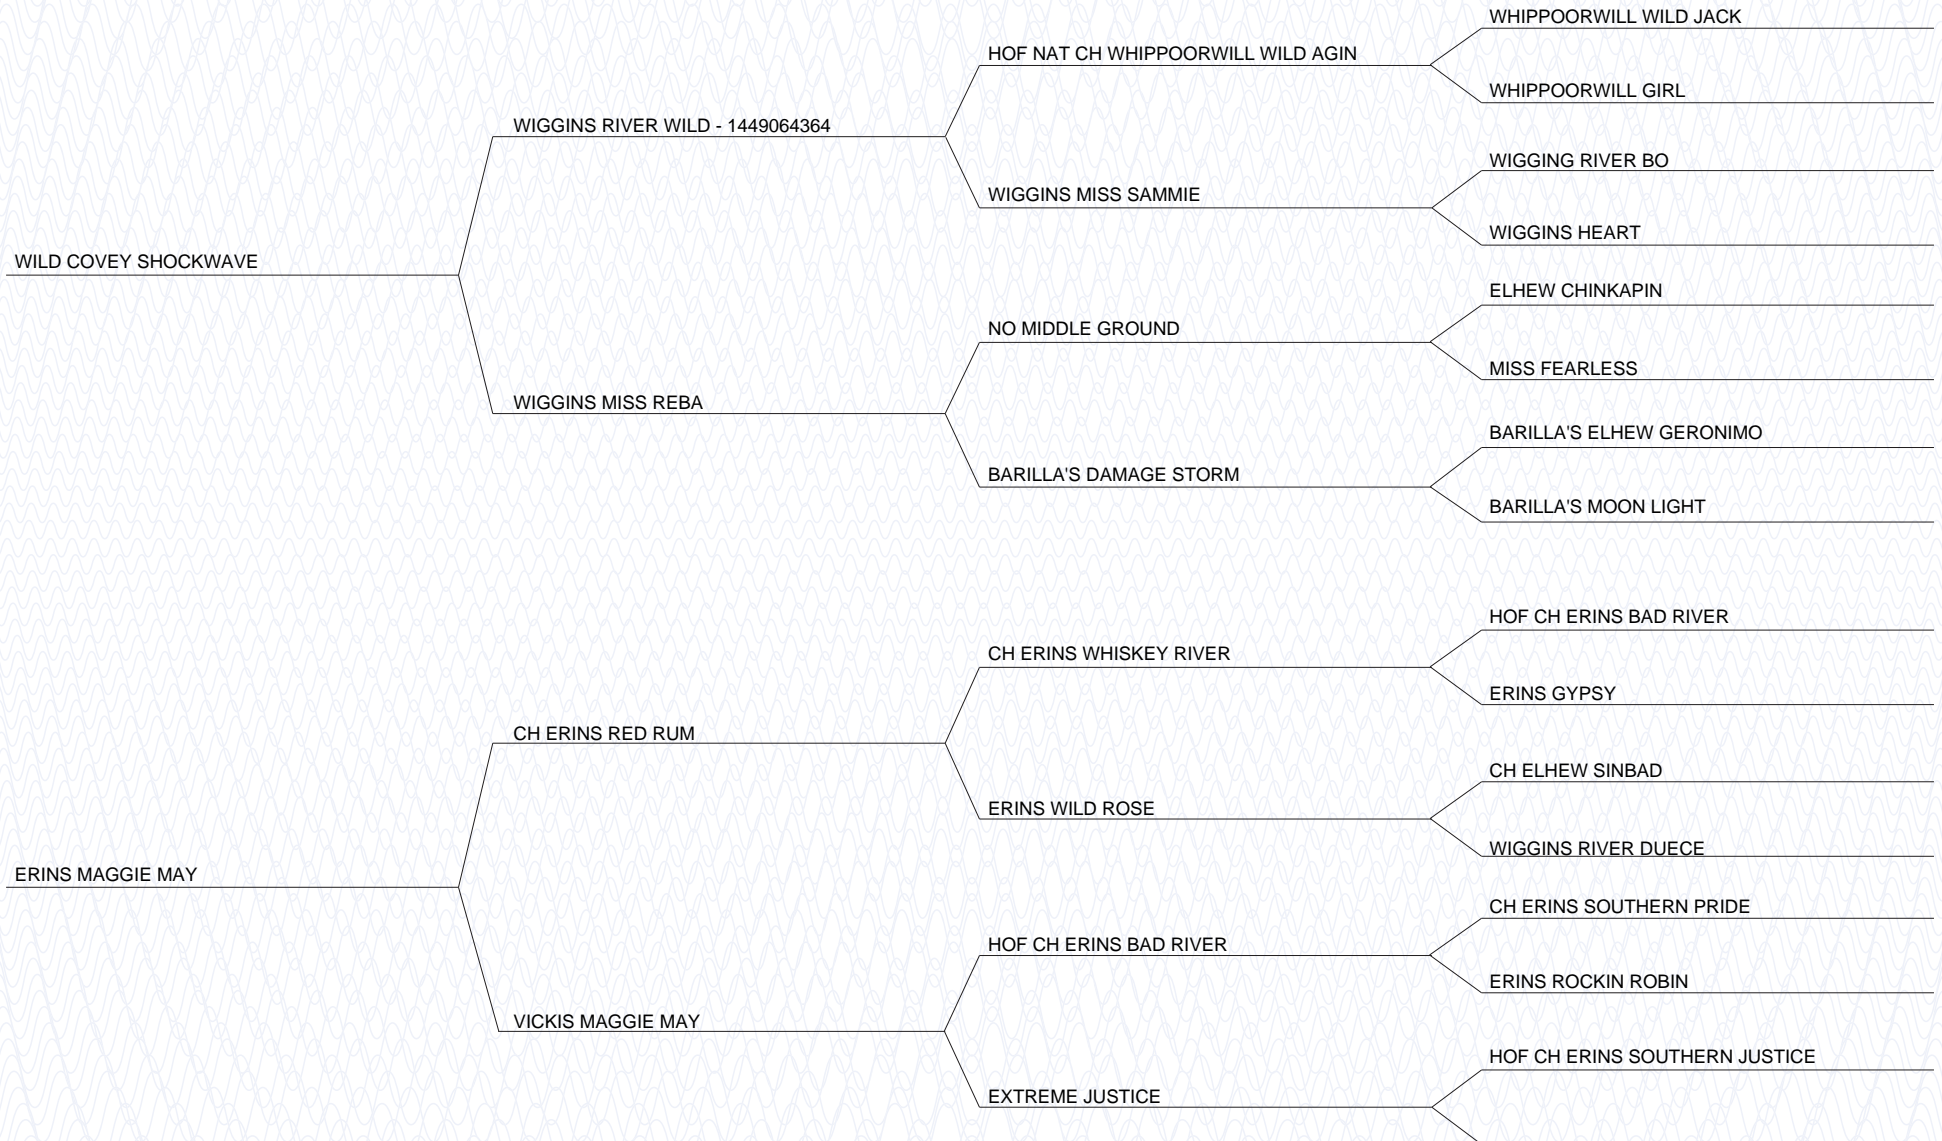 WHIPPOORWILL WILD JACK
HOF NAT CH WHIPPOORWILL WILD AGIN
WHIPPOORWILL GIRL
WIGGINS RIVER WILD - 1449064364
WIGGING RIVER BO
WIGGINS MISS SAMMIE
WIGGINS HEART
WILD COVEY SHOCKWAVE
ELHEW CHINKAPIN
NO MIDDLE GROUND
MISS FEARLESS
WIGGINS MISS REBA
BARILLA'S ELHEW GERONIMO
BARILLA'S DAMAGE STORM
BARILLA'S MOON LIGHT
HOF CH ERINS BAD RIVER
CH ERINS WHISKEY RIVER
ERINS GYPSY
CH ERINS RED RUM
CH ELHEW SINBAD
ERINS WILD ROSE
WIGGINS RIVER DUECE
ERINS MAGGIE MAY
CH ERINS SOUTHERN PRIDE
HOF CH ERINS BAD RIVER
ERINS ROCKIN ROBIN
VICKIS MAGGIE MAY
HOF CH ERINS SOUTHERN JUSTICE
EXTREME JUSTICE